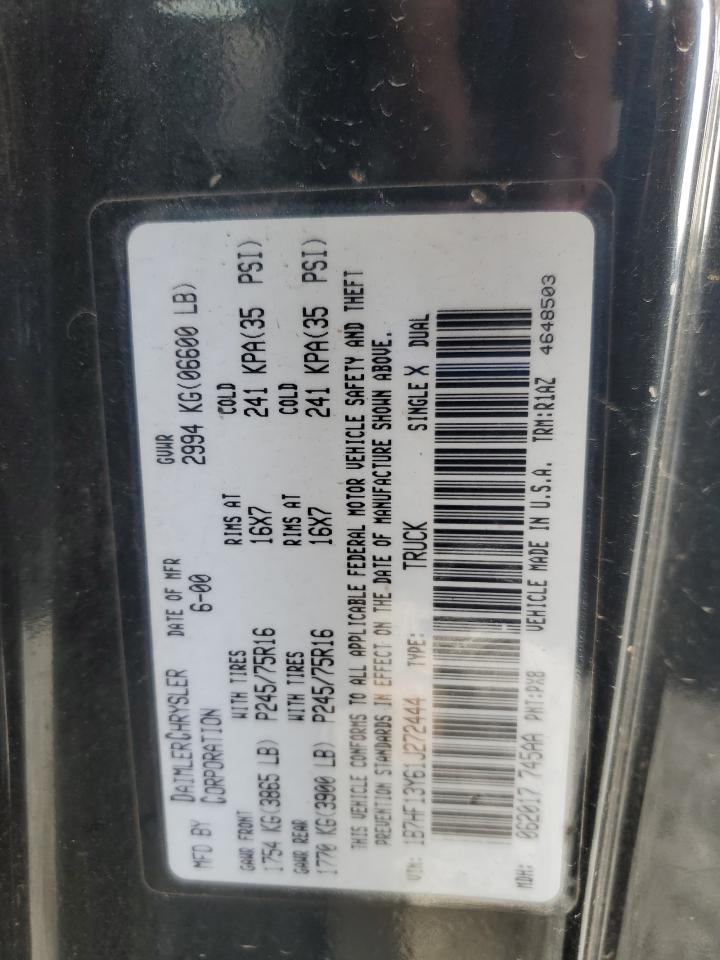 MFD BY DAIMLERCHRYSLER CORPORATION DATE OF MFR 6-00 GVWR 2994 KG(06600 LB)
GAWR FRONT WITH TIRES RIMS AT COLD
1754 KG(3865 LB) P245/75R16 16X7 241 KPA(35 PSI)
GAWR REAR WITH TIRES RIMS AT COLD
1770 KG(3900 LB) P245/75R16 16X7 241 KPA(35 PSI)
THIS VEHICLE CONFORMS TO ALL APPLICABLE FEDERAL MOTOR VEHICLE SAFETY AND THEFT
PREVENTION STANDARDS IN EFFECT ON THE DATE OF MANUFACTURE SHOWN ABOVE.
VIN: 1B7HF13Y61J272444 TYPE: TRUCK SINGLE X DUAL
MDH: 062017 745AA PNT:PX8 VEHICLE MADE IN U.S.A. TRM:R1AZ 4648503